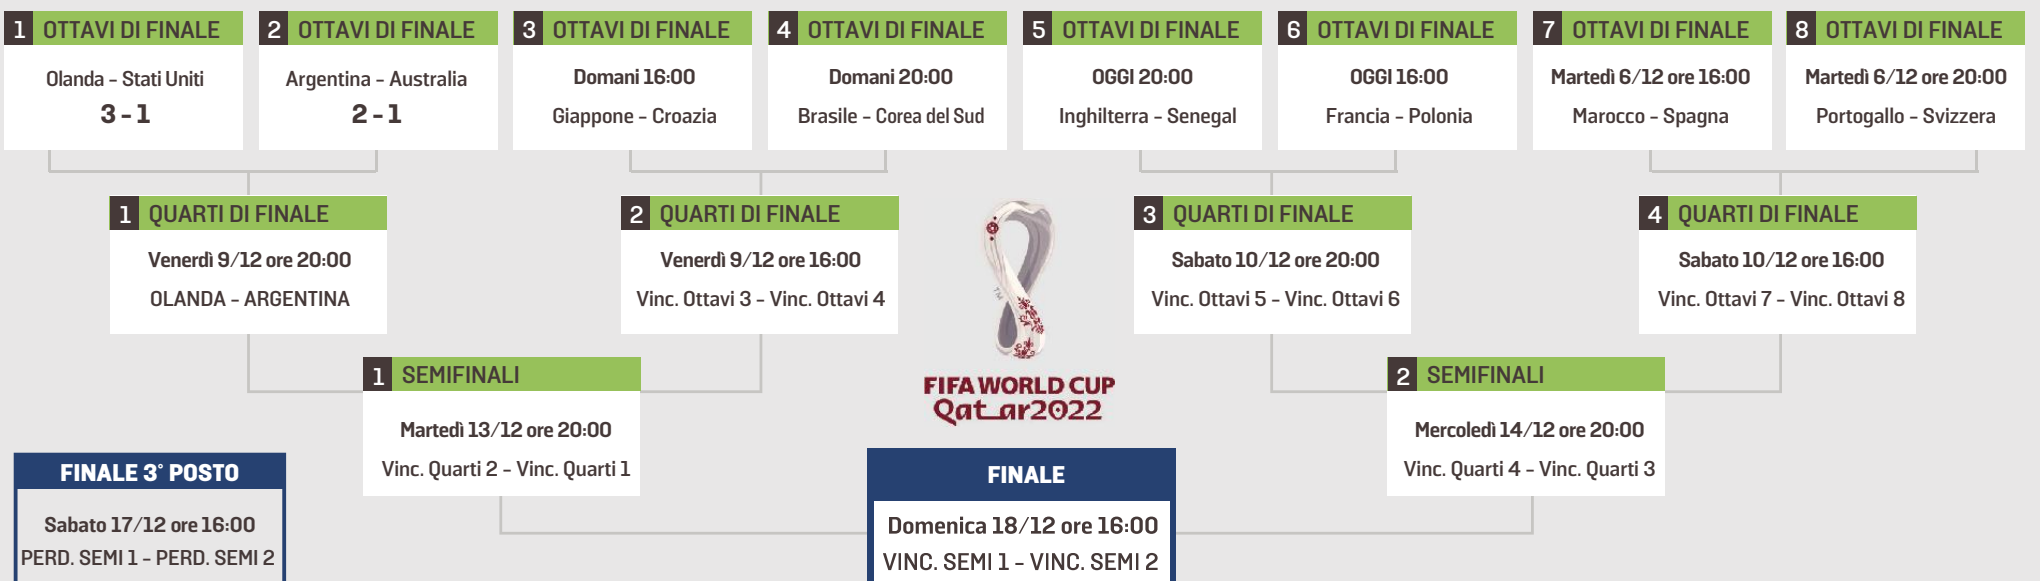 1 OTTAVI DI FINALE
Olanda - Stati Uniti
3 - 1
2 OTTAVI DI FINALE
Argentina - Australia
2 - 1
3 OTTAVI DI FINALE
Domani 16:00
Giappone - Croazia
4 OTTAVI DI FINALE
Domani 20:00
Brasile - Corea del Sud
5 OTTAVI DI FINALE
OGGI 20:00
Inghilterra - Senegal
6 OTTAVI DI FINALE
OGGI 16:00
Francia - Polonia
7 OTTAVI DI FINALE
Martedì 6/12 ore 16:00
Marocco - Spagna
8 OTTAVI DI FINALE
Martedì 6/12 ore 20:00
Portogallo - Svizzera
1 QUARTI DI FINALE
Venerdì 9/12 ore 20:00
OLANDA - ARGENTINA
2 QUARTI DI FINALE
Venerdì 9/12 ore 16:00
Vinc. Ottavi 3 - Vinc. Ottavi 4
3 QUARTI DI FINALE
Sabato 10/12 ore 20:00
Vinc. Ottavi 5 - Vinc. Ottavi 6
4 QUARTI DI FINALE
Sabato 10/12 ore 16:00
Vinc. Ottavi 7 - Vinc. Ottavi 8
TM
FIFA WORLD CUP
Qatar2022
1 SEMIFINALI
Martedì 13/12 ore 20:00
Vinc. Quarti 2 - Vinc. Quarti 1
2 SEMIFINALI
Mercoledì 14/12 ore 20:00
Vinc. Quarti 4 - Vinc. Quarti 3
FINALE 3° POSTO
Sabato 17/12 ore 16:00
PERD. SEMI 1 - PERD. SEMI 2
FINALE
Domenica 18/12 ore 16:00
VINC. SEMI 1 - VINC. SEMI 2